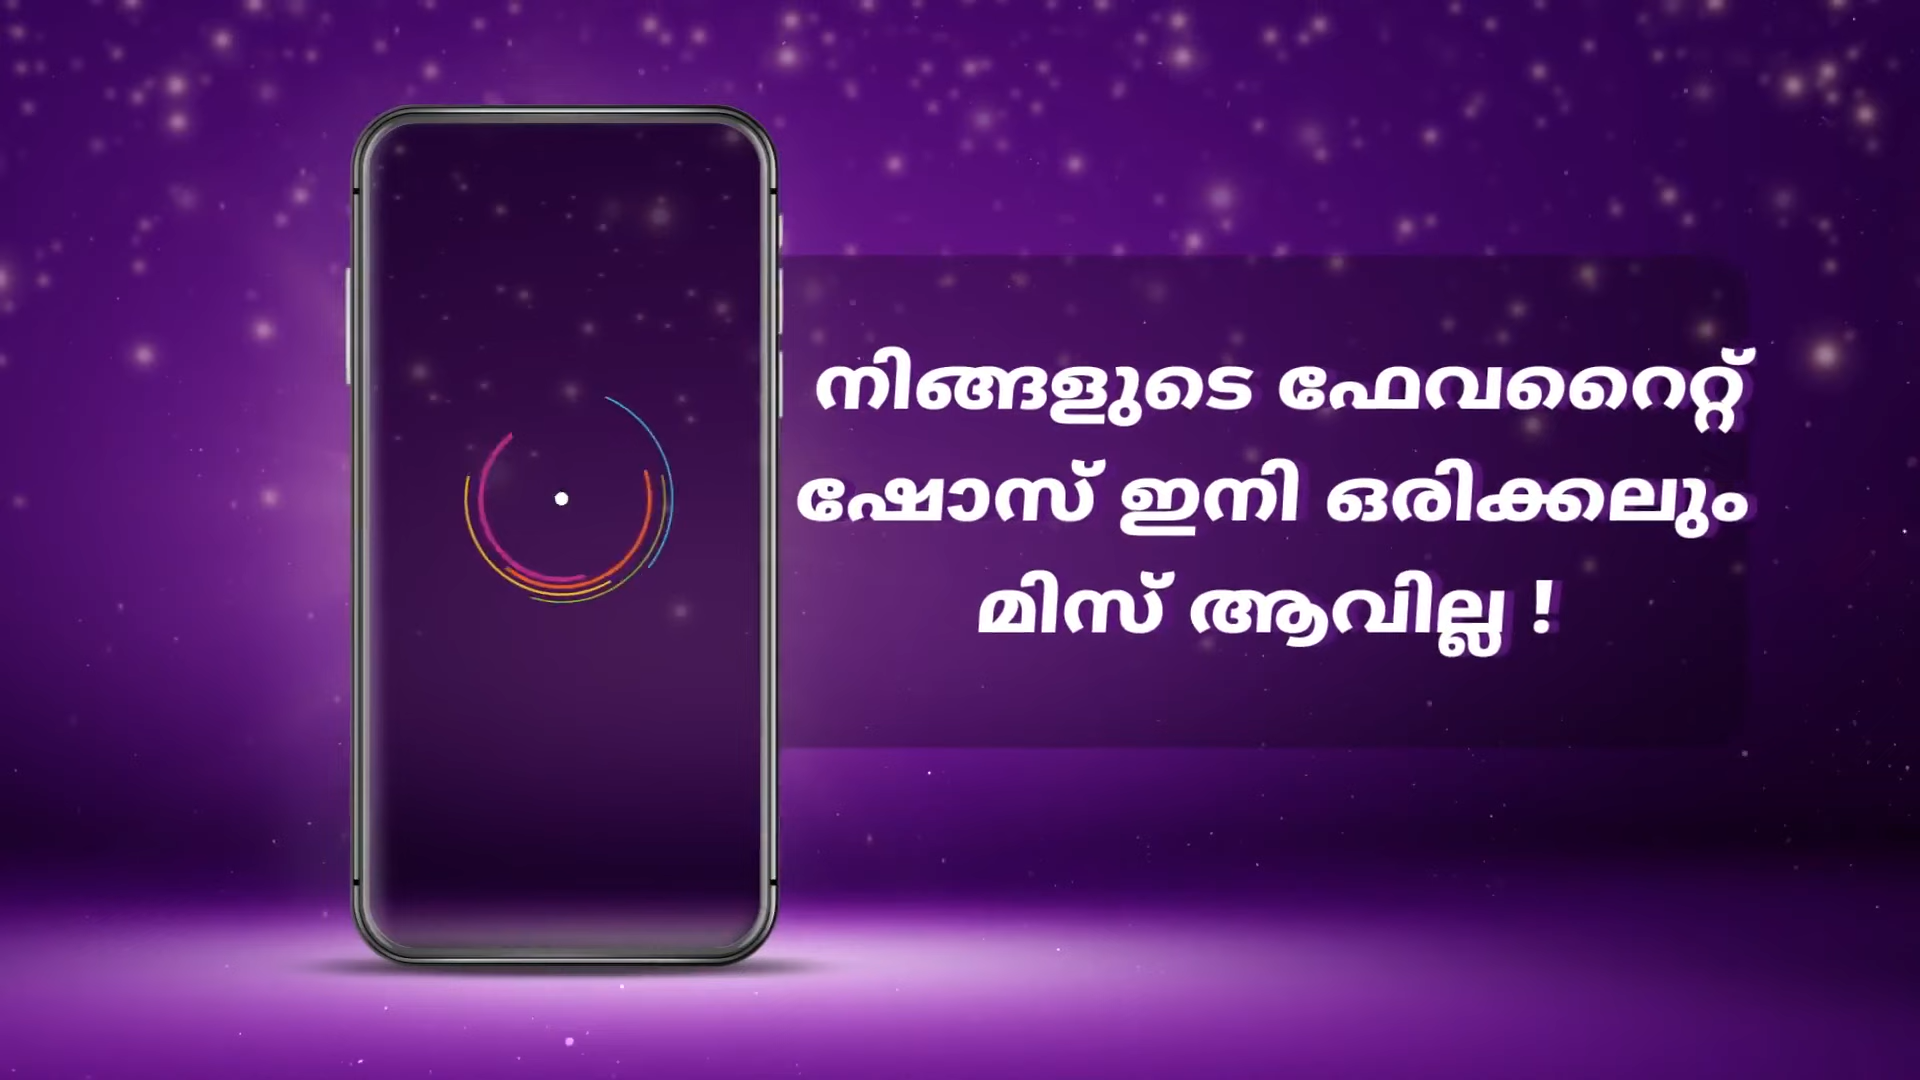 നിങ്ങളുടെ ഫേവറൈറ്റ്
ഷോസ് ഇനി ഒരിക്കലും
മിസ് ആവില്ല !